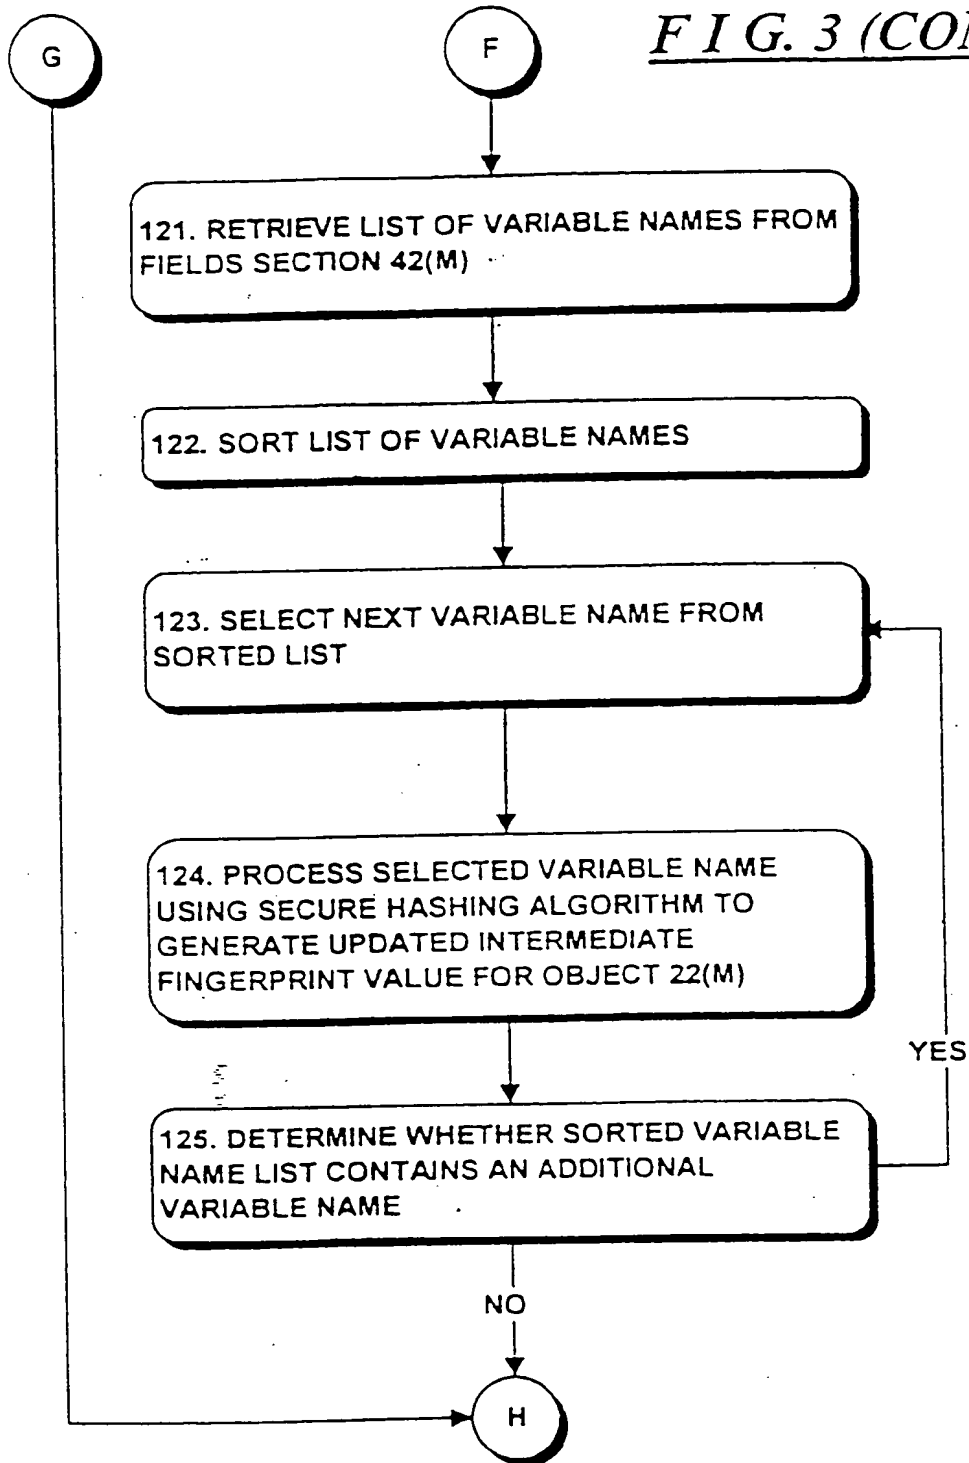 G
F
F I G. 3 (CON
121. RETRIEVE LIST OF VARIABLE NAMES FROM
FIELDS SECTION 42(M)
122. SORT LIST OF VARIABLE NAMES
123. SELECT NEXT VARIABLE NAME FROM
SORTED LIST
124. PROCESS SELECTED VARIABLE NAME
USING SECURE HASHING ALGORITHM TO
GENERATE UPDATED INTERMEDIATE
FINGERPRINT VALUE FOR OBJECT 22(M)
YES
125. DETERMINE WHETHER SORTED VARIABLE
NAME LIST CONTAINS AN ADDITIONAL
VARIABLE NAME
NO
H